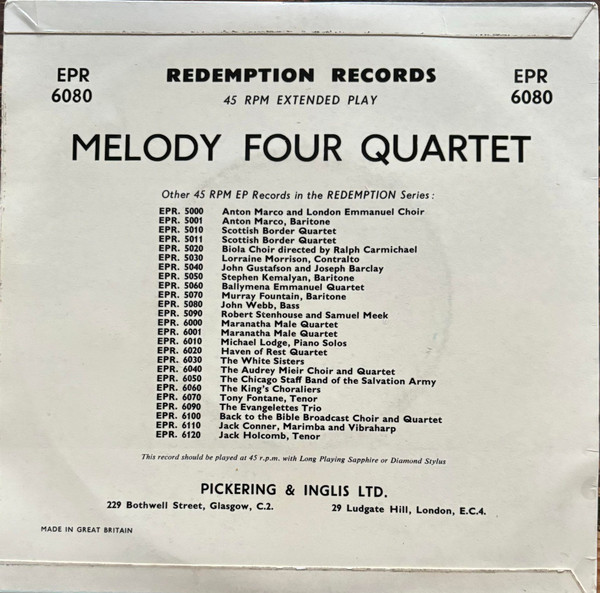 EPR 6080
REDEMPTION RECORDS
EPR 6080
45 RPM EXTENDED PLAY
MELODY FOUR QUARTET
Other 45 RPM EP Records in the REDEMPTION Series:
EPR. 5000 Anton Marco and London Emmanuel Choir
EPR. 5001 Anton Marco, Baritone
EPR. 5010 Scottish Border Quartet
EPR. 5011 Scottish Border Quartet
EPR. 5020 Biola Choir directed by Ralph Carmichael
EPR. 5030 Lorraine Morrison, Contralto
EPR. 5040 John Gustafson and Joseph Barclay
EPR. 5050 Stephen Kemalyan, Baritone
EPR. 5060 Ballymena Emmanuel Quartet
EPR. 5070 Murray Fountain, Baritone
EPR. 5080 John Webb, Bass
EPR. 5090 Robert Stenhouse and Samuel Meek
EPR. 6000 Maranatha Male Quartet
EPR. 6001 Maranatha Male Quartet
EPR. 6010 Michael Lodge, Piano Solos
EPR. 6020 Haven of Rest Quartet
EPR. 6030 The White Sisters
EPR. 6040 The Audrey Mieir Choir and Quartet
EPR. 6050 The Chicago Staff Band of the Salvation Army
EPR. 6060 The King's Choraliers
EPR. 6070 Tony Fontane, Tenor
EPR. 6090 The Evangelettes Trio
EPR. 6100 Back to the Bible Broadcast Choir and Quartet
EPR. 6110 Jack Conner, Marimba and Vibraharp
EPR. 6120 Jack Holcomb, Tenor
This record should be played at 45 r.p.m. with Long Playing Sapphire or Diamond Stylus
PICKERING & INGLIS LTD.
229 Bothwell Street, Glasgow, C.2. 29 Ludgate Hill, London, E.C.4.
MADE IN GREAT BRITAIN